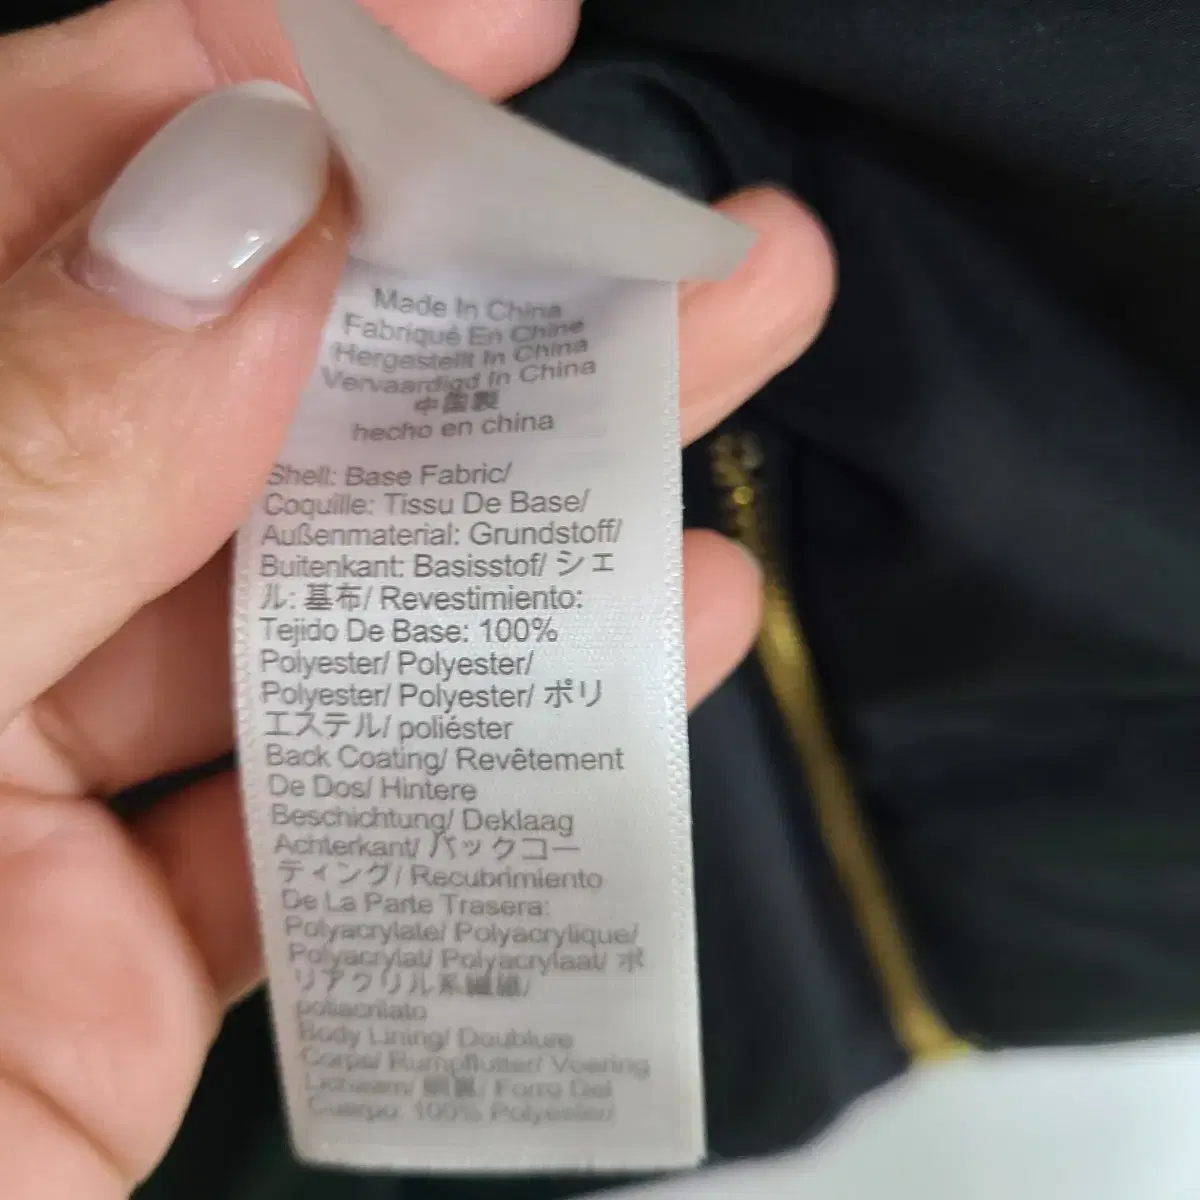 Made In China
Fabriqué En Chine
Hergestellt In China
Vervaardigd In China
中国製
hecho en china
Shell: Base Fabric/
Coquille: Tissu De Base/
Außenmaterial: Grundstoff/
Buitenkant: Basisstof/ シェ
ル: 基布/ Revestimiento:
Tejido De Base: 100%
Polyester/ Polyester/
Polyester/ Polyester/ ポリ
エステル/ poliéster
Back Coating/ Revêtement
De Dos/ Hintere
Beschichtung/ Deklaag
Achterkant/ バックコー
ティング/ Recubrimiento
De La Parte Trasera:
Polyacrylate/ Polyacrylique/
Polyacrylat/ Polyacrylaat/ ポ
リアクリル系繊維/
poliacrilato
Body Lining/ Doublure
Corps/ Rumpffutter/ Voering
Lichaam/ 胴裏/ Forro Del
Cuerpo: 100% Polyester/